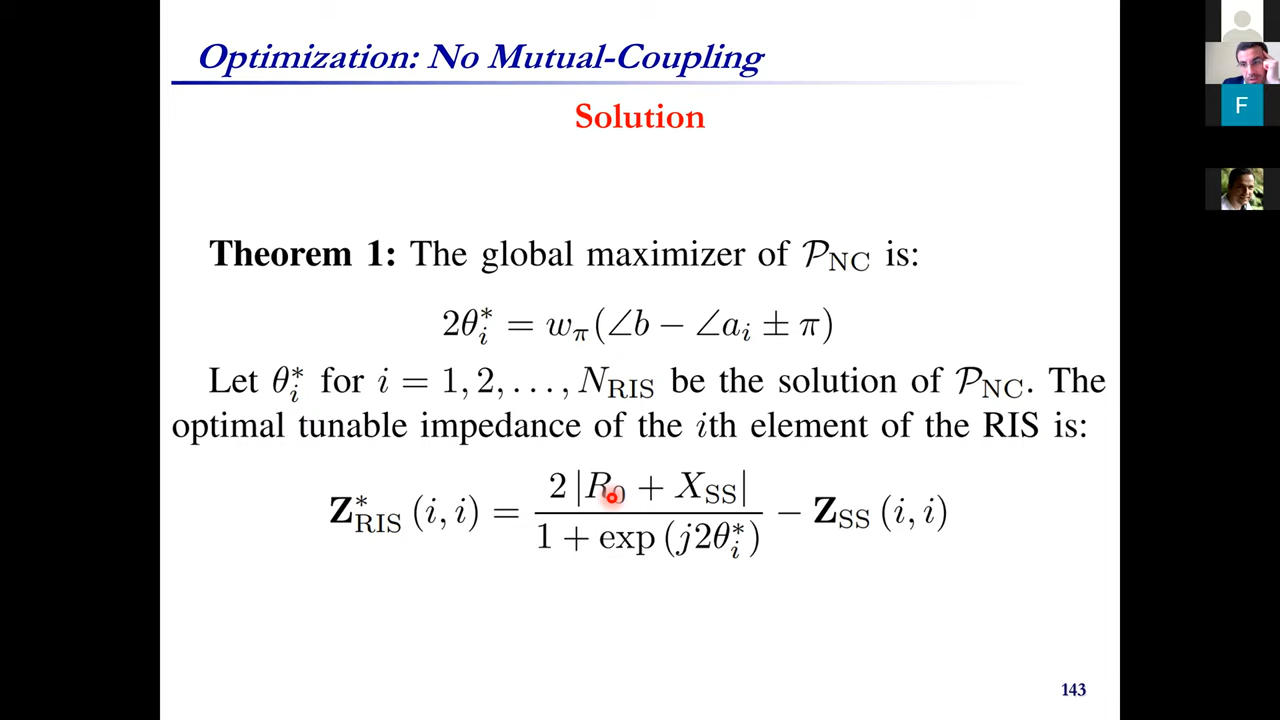 Optimization: No Mutual-Coupling
Solution
Theorem 1: The global maximizer of 𝒫_NC is:
2θ_i^* = w_π(∠b − ∠a_i ± π)
Let θ_i^* for i = 1, 2, . . . , N_RIS be the solution of 𝒫_NC. The
optimal tunable impedance of the ith element of the RIS is:
Z_RIS^* (i, i) = \frac{2 |R_0 + X_SS|}{1 + exp (j2θ_i^*)} − Z_SS (i, i)
143
F